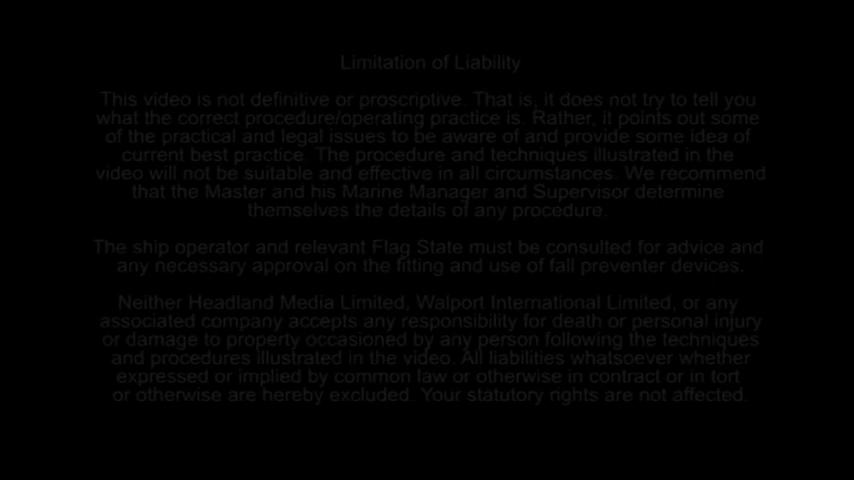 Limitation of Liability
This video is not definitive or proscriptive. That is, it does not try to tell you
what the correct procedure/operating practice is. Rather, it points out some
of the practical and legal issues to be aware of and provide some idea of
current best practice. The procedure and techniques illustrated in the
video will not be suitable and effective in all circumstances. We recommend
that the Master and his Marine Manager and Supervisor determine
themselves the details of any procedure.
The ship operator and relevant Flag State must be consulted for advice and
any necessary approval on the fitting and use of fall preventer devices.
Neither Headland Media Limited, Walport International Limited, or any
associated company accepts any responsibility for death or personal injury
or damage to property occasioned by any person following the techniques
and procedures illustrated in the video. All liabilities whatsoever whether
expressed or implied by common law or otherwise in contract or in tort
or otherwise are hereby excluded. Your statutory rights are not affected.